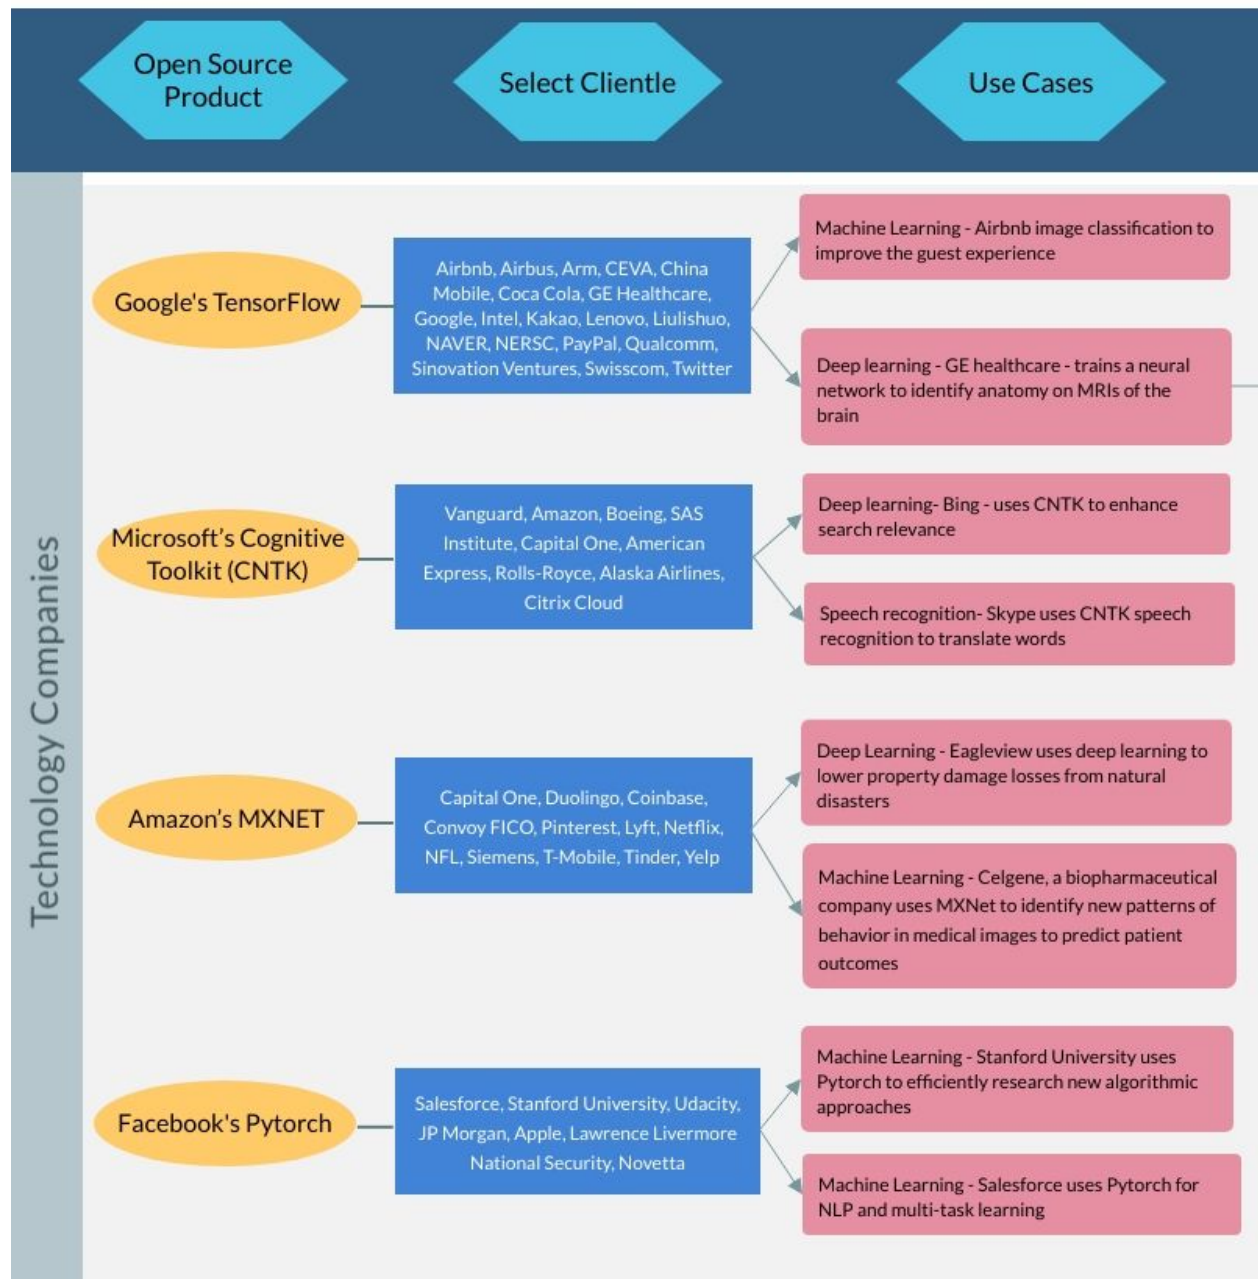 Open Source
Product
Select Clientle
Use Cases
Technology Companies
Google's TensorFlow
Airbnb, Airbus, Arm, CEVA, China
Mobile, Coca Cola, GE Healthcare,
Google, Intel, Kakao, Lenovo, Liulishuo,
NAVER, NERSC, PayPal, Qualcomm,
Sinovation Ventures, Swisscom, Twitter
Machine Learning - Airbnb image classification to
improve the guest experience
Deep learning - GE healthcare - trains a neural
network to identify anatomy on MRIs of the
brain
Microsoft’s Cognitive
Toolkit (CNTK)
Vanguard, Amazon, Boeing, SAS
Institute, Capital One, American
Express, Rolls-Royce, Alaska Airlines,
Citrix Cloud
Deep learning- Bing - uses CNTK to enhance
search relevance
Speech recognition- Skype uses CNTK speech
recognition to translate words
Amazon’s MXNET
Capital One, Duolingo, Coinbase,
Convoy FICO, Pinterest, Lyft, Netflix,
NFL, Siemens, T-Mobile, Tinder, Yelp
Deep Learning - Eagleview uses deep learning to
lower property damage losses from natural
disasters
Machine Learning - Celgene, a biopharmaceutical
company uses MXNet to identify new patterns of
behavior in medical images to predict patient
outcomes
Facebook's Pytorch
Salesforce, Stanford University, Udacity,
JP Morgan, Apple, Lawrence Livermore
National Security, Novetta
Machine Learning - Stanford University uses
Pytorch to efficiently research new algorithmic
approaches
Machine Learning - Salesforce uses Pytorch for
NLP and multi-task learning